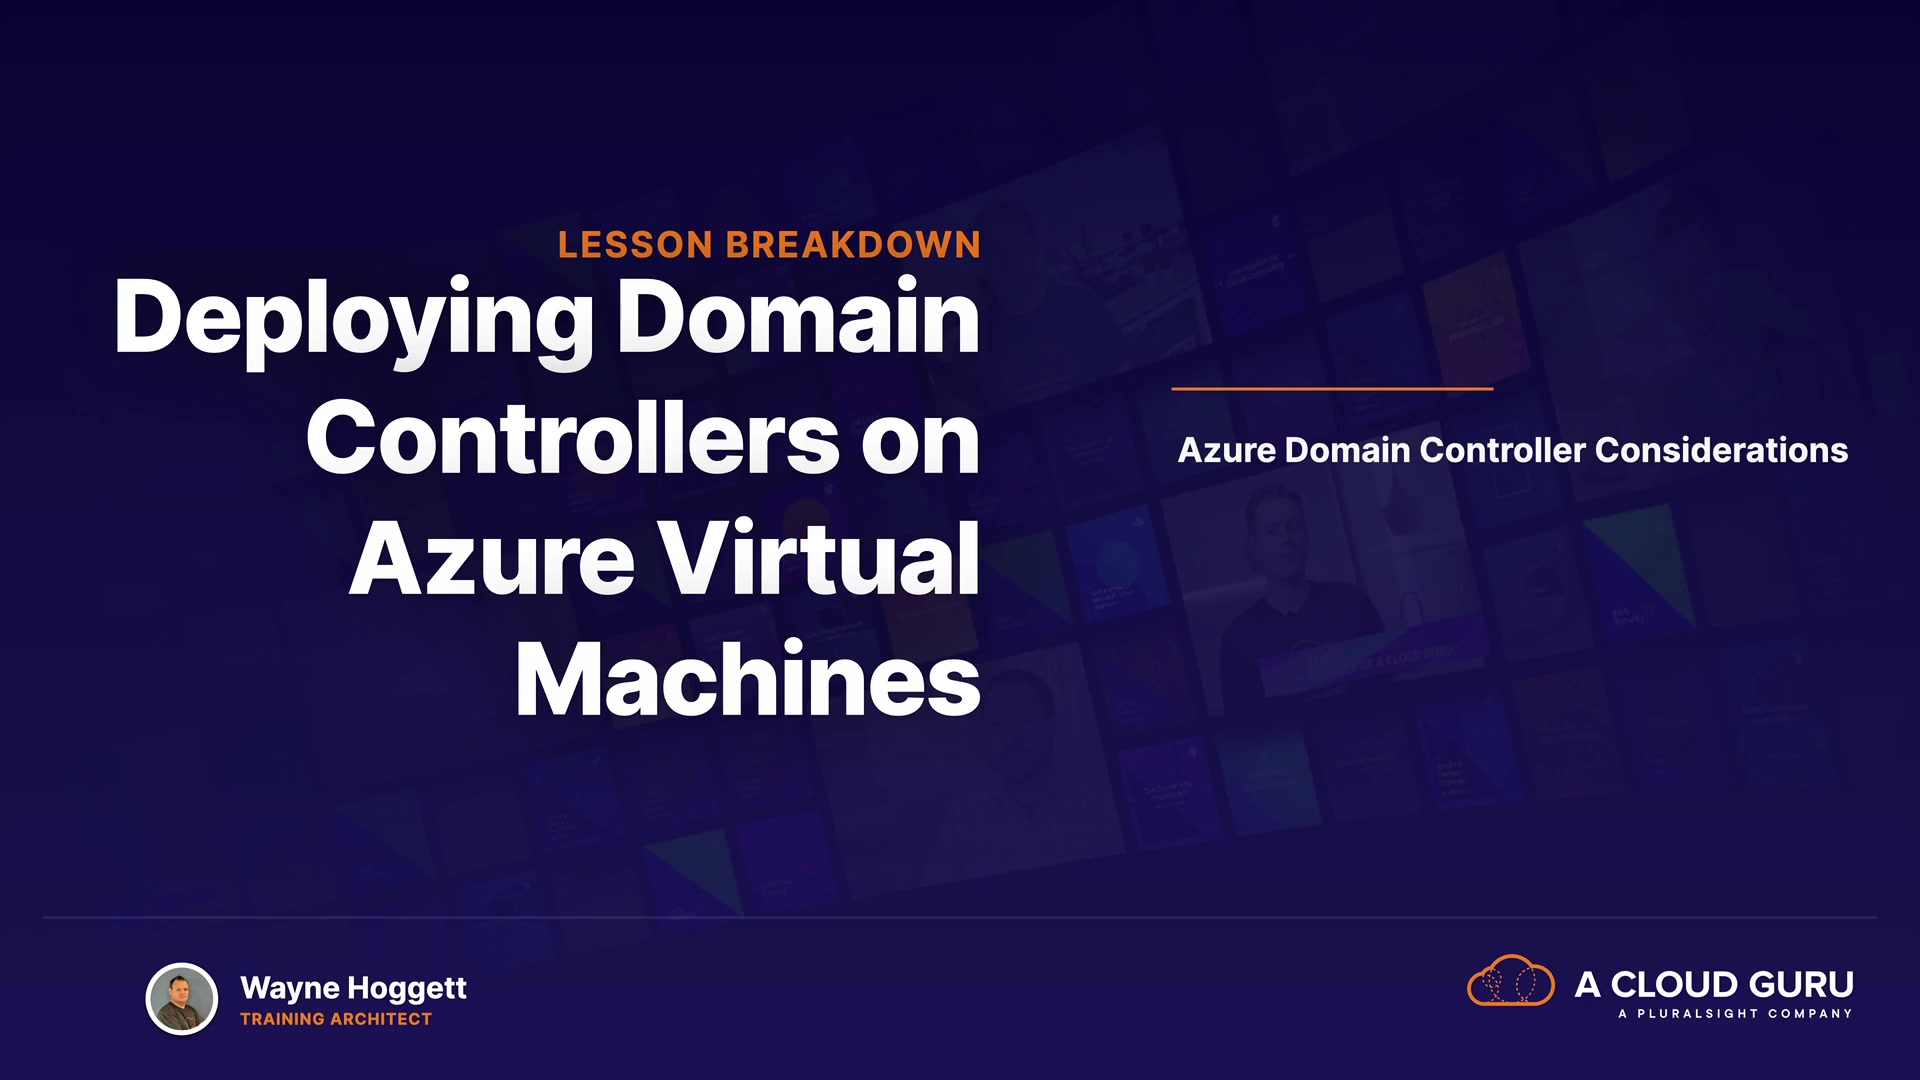 LESSON BREAKDOWN
Deploying Domain
Controllers on
Azure Virtual
Machines
Azure Domain Controller Considerations
Wayne Hoggett
TRAINING ARCHITECT
A CLOUD GURU
A PLURALSIGHT COMPANY